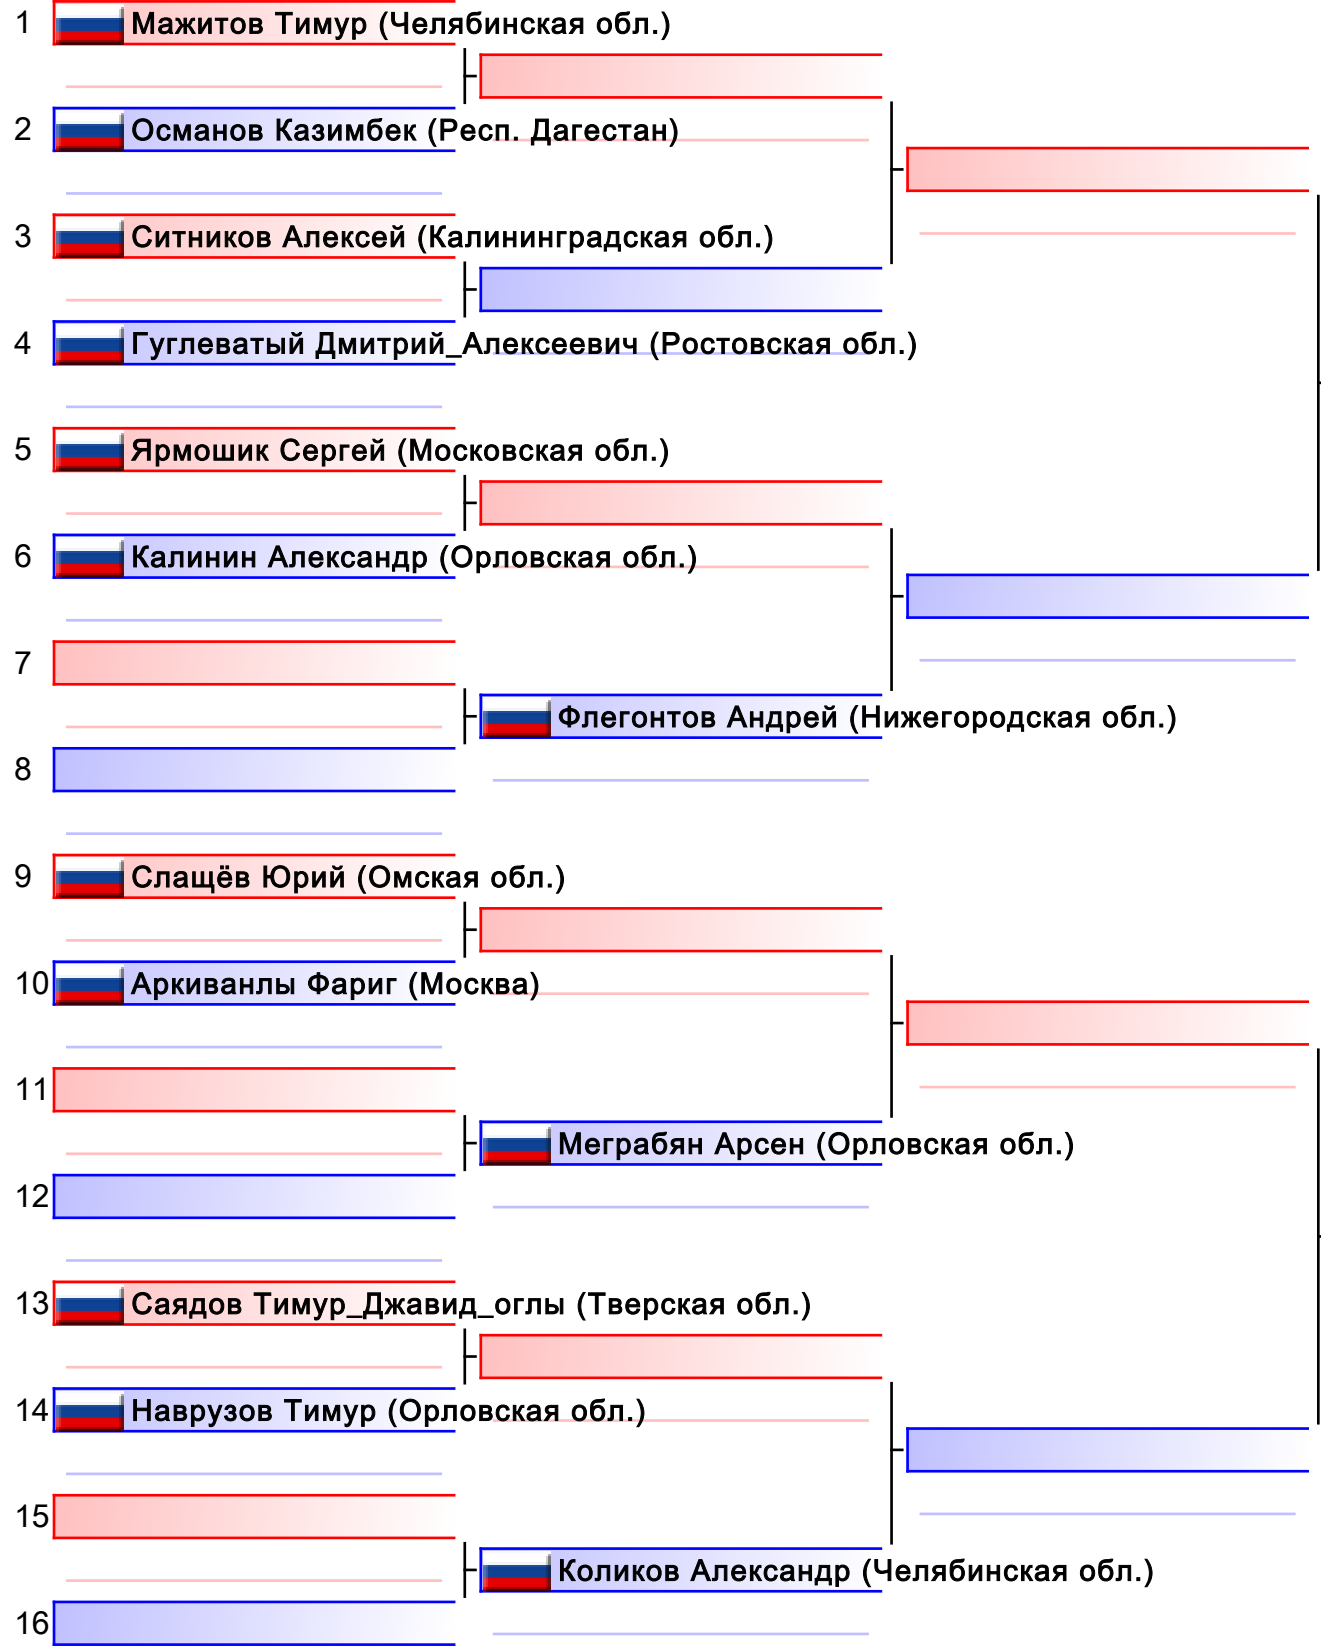 1 Мажитов Тимур (Челябинская обл.)
2 Османов Казимбек (Респ. Дагестан)
3 Ситников Алексей (Калининградская обл.)
4 Гуглеватый Дмитрий_Алексеевич (Ростовская обл.)
5 Ярмошик Сергей (Московская обл.)
6 Калинин Александр (Орловская обл.)
7
Флегонтов Андрей (Нижегородская обл.)
8
9 Слащёв Юрий (Омская обл.)
10 Аркиванлы Фариг (Москва)
11
Меграбян Арсен (Орловская обл.)
12
13 Саядов Тимур_Джавид_оглы (Тверская обл.)
14 Наврузов Тимур (Орловская обл.)
15
Коликов Александр (Челябинская обл.)
16